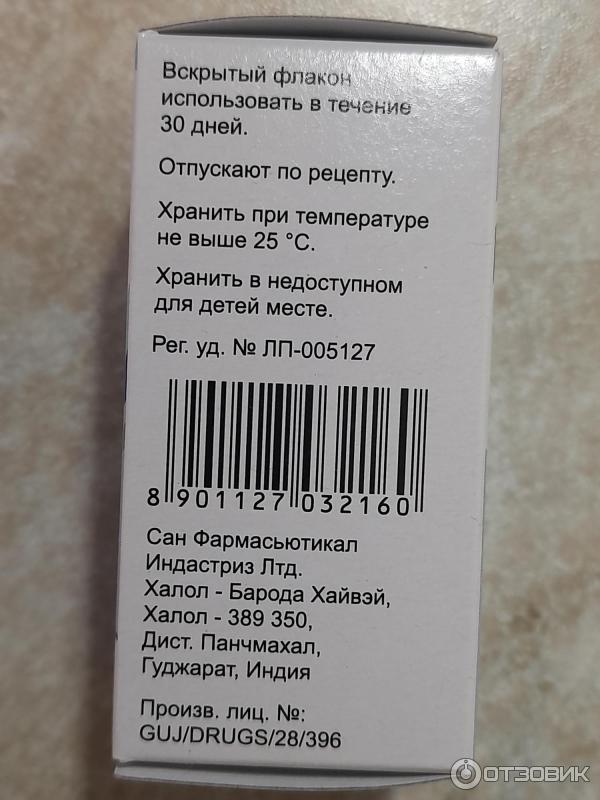 Вскрытый флакон
использовать в течение
30 дней.
Отпускают по рецепту.
Хранить при температуре
не выше 25 °C.
Хранить в недоступном
для детей месте.
Рег. уд. № ЛП-005127
8 901127 032160
Сан Фармасьютикал
Индастриз Лтд.
Халол - Барода Хайвэй,
Халол - 389 350,
Дист. Панчмахал,
Гуджарат, Индия
Произв. лиц. №:
GUJ/DRUGS/28/396
ОТЗОВИК